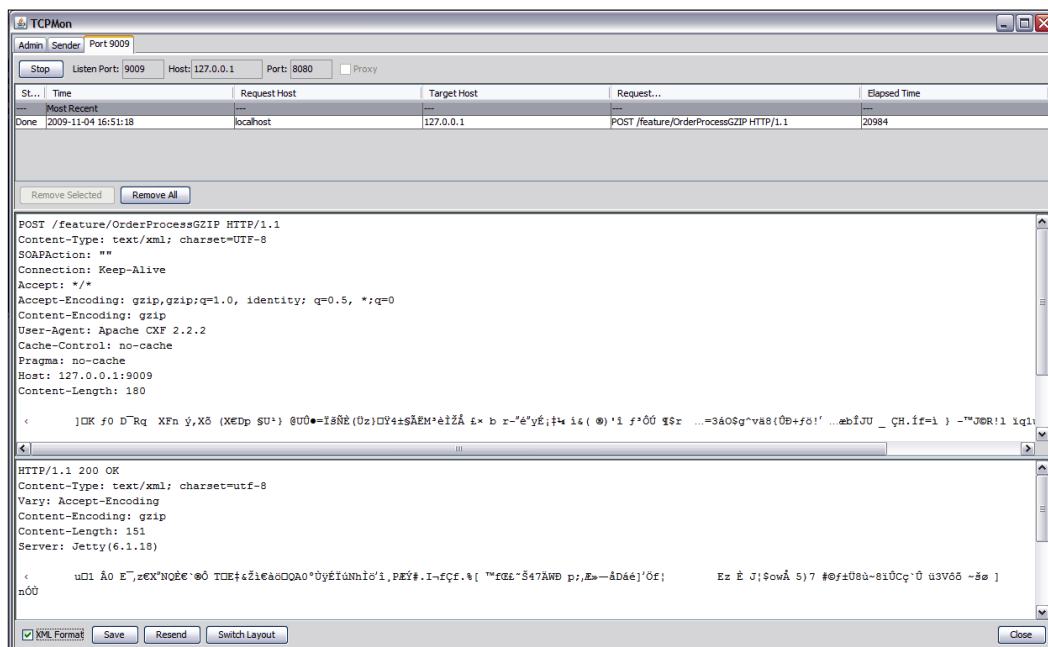 TCPMon
Admin Sender Port 9009
Stop Listen Port: 9009 Host: 127.0.0.1 Port: 8080 Proxy
St... Time Request Host Target Host Request... Elapsed Time
--- Most Recent --- --- --- ---
Done 2009-11-04 16:51:18 localhost 127.0.0.1 POST /feature/OrderProcessGZIP HTTP/1.1 20984
Remove Selected Remove All
POST /feature/OrderProcessGZIP HTTP/1.1
Content-Type: text/xml; charset=UTF-8
SOAPAction: ""
Connection: Keep-Alive
Accept: */*
Accept-Encoding: gzip,gzip;q=1.0, identity; q=0.5, *;q=0
Content-Encoding: gzip
User-Agent: Apache CXF 2.2.2
Cache-Control: no-cache
Pragma: no-cache
Host: 127.0.0.1:9009
Content-Length: 180
HTTP/1.1 200 OK
Content-Type: text/xml; charset=utf-8
Vary: Accept-Encoding
Content-Encoding: gzip
Content-Length: 151
Server: Jetty(6.1.18)
nÓÙ
XML Format Save Resend Switch Layout Close